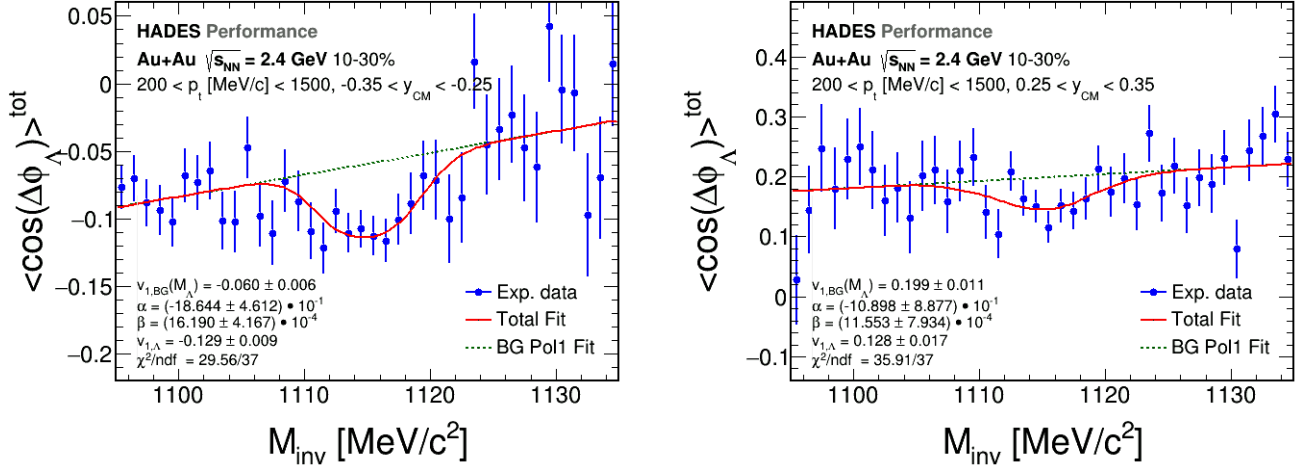 HADES Performance
Au+Au √sNN = 2.4 GeV 10-30%
200 < pt [MeV/c] < 1500, -0.35 < yCM < -0.25
0.05
0
−0.05
−0.1
−0.15
−0.2
<cos(Δϕ Λ)>tot
v1,BG(MΛ) = -0.060 ± 0.006
α = (-18.644 ± 4.612) • 10-1
β = (16.190 ± 4.167) • 10-4
v1,Λ = -0.129 ± 0.009
χ2/ndf = 29.56/37
Exp. data
Total Fit
BG Pol1 Fit
1100 1110 1120 1130
Minv [MeV/c2]
HADES Performance
Au+Au √sNN = 2.4 GeV 10-30%
200 < pt [MeV/c] < 1500, 0.25 < yCM < 0.35
0.4
0.3
0.2
0.1
0
−0.1
<cos(Δϕ Λ)>tot
v1,BG(MΛ) = 0.199 ± 0.011
α = (-10.898 ± 8.877) • 10-1
β = (11.553 ± 7.934) • 10-4
v1,Λ = 0.128 ± 0.017
χ2/ndf = 35.91/37
Exp. data
Total Fit
BG Pol1 Fit
1100 1110 1120 1130
Minv [MeV/c2]